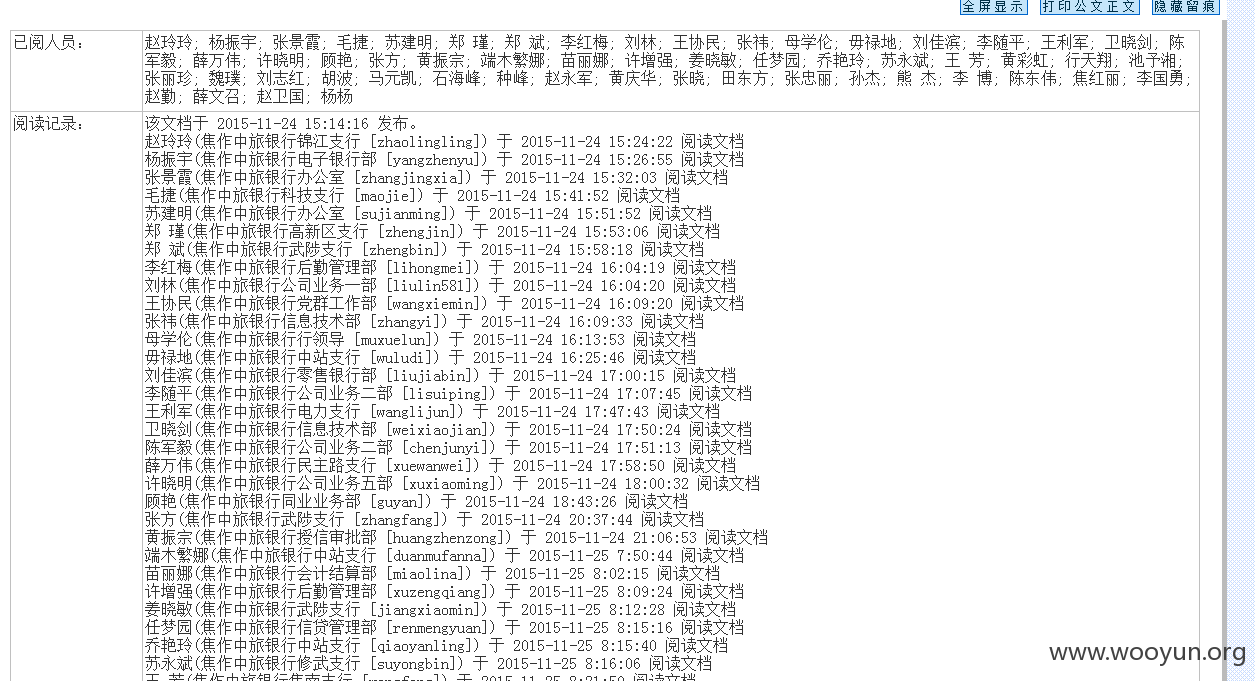 全屏显示 打印公文正文 隐藏留痕
已阅人员： 赵玲玲；杨振宇；张景霞；毛捷；苏建明；郑 瑾；郑 斌；李红梅；刘林；王协民；张祎；母学伦；毋禄地；刘佳滨；李随平；王利军；卫晓剑；陈
军毅；薛万伟；许晓明；顾艳；张方；黄振宗；端木繁娜；苗丽娜；许增强；姜晓敏；任梦园；乔艳玲；苏永斌；王 芳；黄彩虹；行天翔；池予湘；
张丽珍；魏璞；刘志红；胡波；马元凯；石海峰；种峰；赵永军；黄庆华；张晓；田东方；张忠丽；孙杰；熊 杰；李 博；陈东伟；焦红丽；李国勇；
赵勤；薛文召；赵卫国；杨杨
阅读记录： 该文档于 2015-11-24 15:14:16 发布。
赵玲玲(焦作中旅银行锦江支行 [zhaolingling]) 于 2015-11-24 15:24:22 阅读文档
杨振宇(焦作中旅银行电子银行部 [yangzhenyu]) 于 2015-11-24 15:26:55 阅读文档
张景霞(焦作中旅银行办公室 [zhangjingxia]) 于 2015-11-24 15:32:03 阅读文档
毛捷(焦作中旅银行科技支行 [maojie]) 于 2015-11-24 15:41:52 阅读文档
苏建明(焦作中旅银行办公室 [sujianming]) 于 2015-11-24 15:51:52 阅读文档
郑 瑾(焦作中旅银行高新区支行 [zhengjin]) 于 2015-11-24 15:53:06 阅读文档
郑 斌(焦作中旅银行武陟支行 [zhengbin]) 于 2015-11-24 15:58:18 阅读文档
李红梅(焦作中旅银行后勤管理部 [lihongmei]) 于 2015-11-24 16:04:19 阅读文档
刘林(焦作中旅银行公司业务一部 [liulin581]) 于 2015-11-24 16:04:20 阅读文档
王协民(焦作中旅银行党群工作部 [wangxiemin]) 于 2015-11-24 16:09:20 阅读文档
张祎(焦作中旅银行信息技术部 [zhangyi]) 于 2015-11-24 16:09:33 阅读文档
母学伦(焦作中旅银行行领导 [muxuelun]) 于 2015-11-24 16:13:53 阅读文档
毋禄地(焦作中旅银行中站支行 [wuludi]) 于 2015-11-24 16:25:46 阅读文档
刘佳滨(焦作中旅银行零售银行部 [liujiabin]) 于 2015-11-24 17:00:15 阅读文档
李随平(焦作中旅银行公司业务二部 [lisuiping]) 于 2015-11-24 17:07:45 阅读文档
王利军(焦作中旅银行电力支行 [wanglijun]) 于 2015-11-24 17:47:43 阅读文档
卫晓剑(焦作中旅银行信息技术部 [weixiaojian]) 于 2015-11-24 17:50:24 阅读文档
陈军毅(焦作中旅银行公司业务二部 [chenjunyi]) 于 2015-11-24 17:51:13 阅读文档
薛万伟(焦作中旅银行民主路支行 [xuewanwei]) 于 2015-11-24 17:58:50 阅读文档
许晓明(焦作中旅银行公司业务五部 [xuxiaoming]) 于 2015-11-24 18:00:32 阅读文档
顾艳(焦作中旅银行同业业务部 [guyan]) 于 2015-11-24 18:43:26 阅读文档
张方(焦作中旅银行武陟支行 [zhangfang]) 于 2015-11-24 20:37:44 阅读文档
黄振宗(焦作中旅银行授信审批部 [huangzhenzong]) 于 2015-11-24 21:06:53 阅读文档
端木繁娜(焦作中旅银行中站支行 [duanmufanna]) 于 2015-11-25 7:50:44 阅读文档
苗丽娜(焦作中旅银行会计结算部 [miaolina]) 于 2015-11-25 8:02:15 阅读文档
许增强(焦作中旅银行后勤管理部 [xuzengqiang]) 于 2015-11-25 8:09:24 阅读文档
姜晓敏(焦作中旅银行武陟支行 [jiangxiaomin]) 于 2015-11-25 8:12:28 阅读文档
任梦园(焦作中旅银行信贷管理部 [renmengyuan]) 于 2015-11-25 8:15:16 阅读文档
乔艳玲(焦作中旅银行中站支行 [qiaoyanling]) 于 2015-11-25 8:15:40 阅读文档
苏永斌(焦作中旅银行修武支行 [suyongbin]) 于 2015-11-25 8:16:06 阅读文档
www.wooyun.org